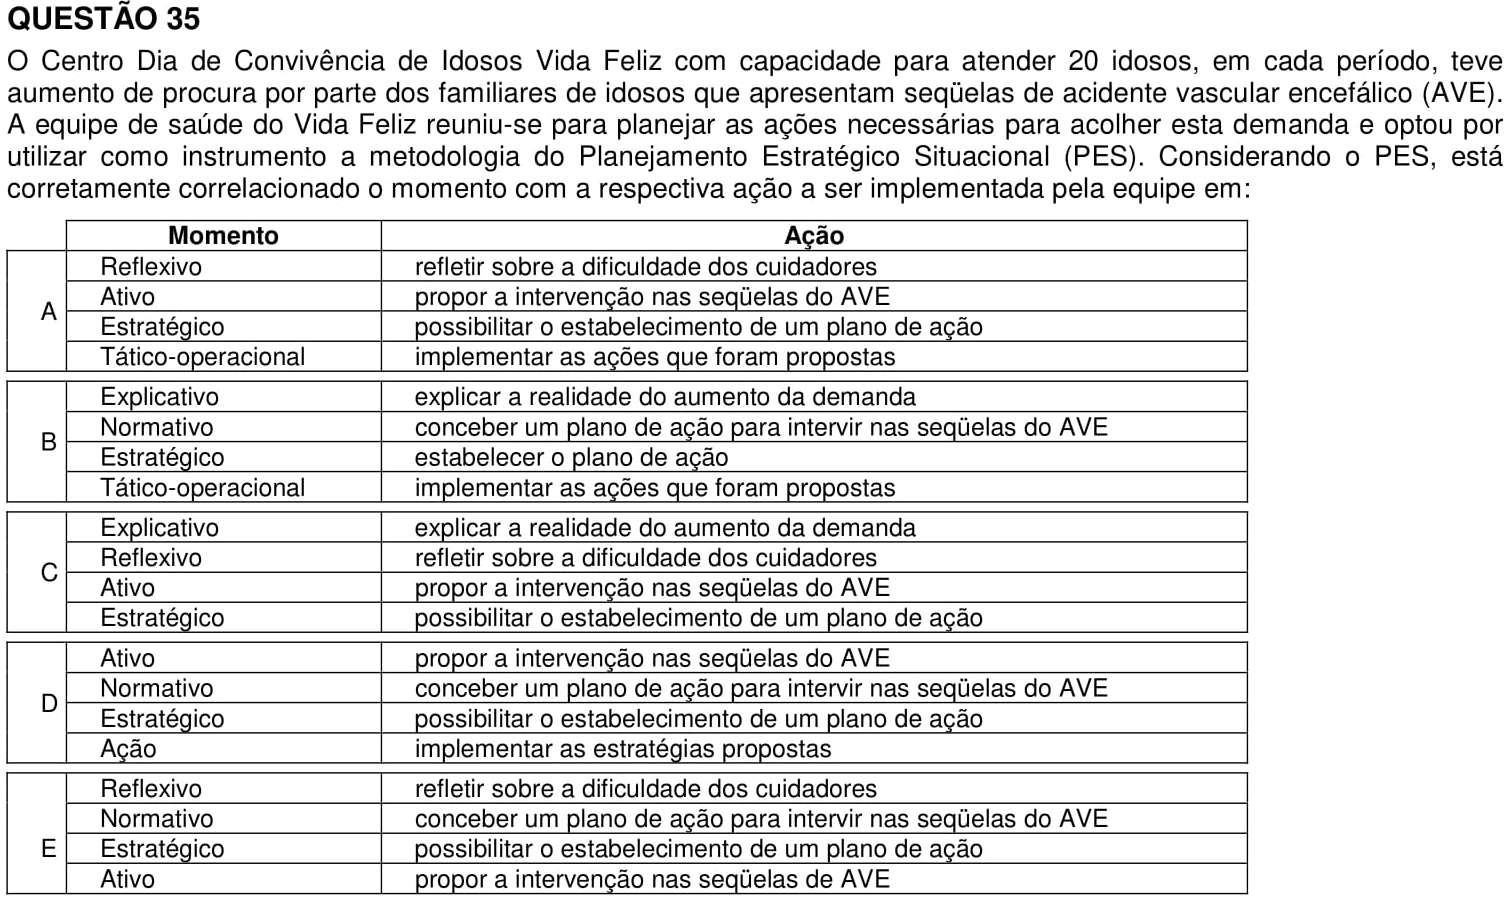 QUESTÃO 35
O Centro Dia de Convivência de Idosos Vida Feliz com capacidade para atender 20 idosos, em cada período, teve
aumento de procura por parte dos familiares de idosos que apresentam seqüelas de acidente vascular encefálico (AVE).
A equipe de saúde do Vida Feliz reuniu-se para planejar as ações necessárias para acolher esta demanda e optou por
utilizar como instrumento a metodologia do Planejamento Estratégico Situacional (PES). Considerando o PES, está
corretamente correlacionado o momento com a respectiva ação a ser implementada pela equipe em:
Momento Ação
A
Reflexivo refletir sobre a dificuldade dos cuidadores
Ativo propor a intervenção nas seqüelas do AVE
Estratégico possibilitar o estabelecimento de um plano de ação
Tático-operacional implementar as ações que foram propostas
B
Explicativo explicar a realidade do aumento da demanda
Normativo conceber um plano de ação para intervir nas seqüelas do AVE
Estratégico estabelecer o plano de ação
Tático-operacional implementar as ações que foram propostas
C
Explicativo explicar a realidade do aumento da demanda
Reflexivo refletir sobre a dificuldade dos cuidadores
Ativo propor a intervenção nas seqüelas do AVE
Estratégico possibilitar o estabelecimento de um plano de ação
D
Ativo propor a intervenção nas seqüelas do AVE
Normativo conceber um plano de ação para intervir nas seqüelas do AVE
Estratégico possibilitar o estabelecimento de um plano de ação
Ação implementar as estratégias propostas
E
Reflexivo refletir sobre a dificuldade dos cuidadores
Normativo conceber um plano de ação para intervir nas seqüelas do AVE
Estratégico possibilitar o estabelecimento de um plano de ação
Ativo propor a intervenção nas seqüelas de AVE